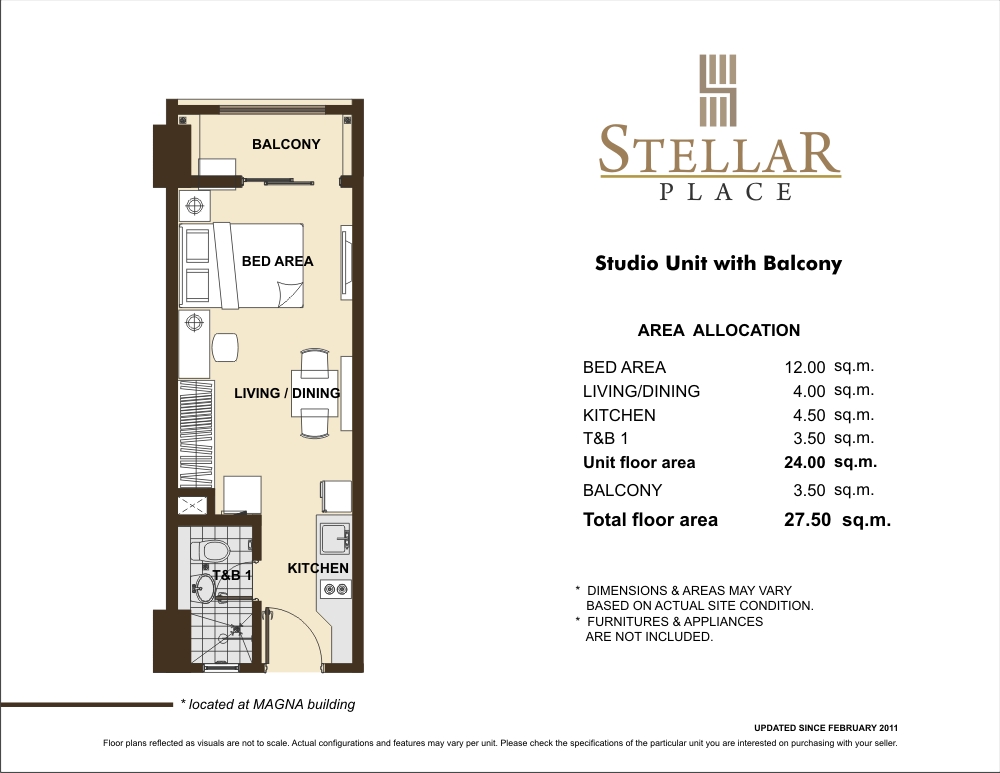 STELLAR
PLACE
Studio Unit with Balcony
AREA ALLOCATION
BED AREA 12.00 sq.m.
LIVING/DINING 4.00 sq.m.
KITCHEN 4.50 sq.m.
T&B 1 3.50 sq.m.
Unit floor area 24.00 sq.m.
BALCONY 3.50 sq.m.
Total floor area 27.50 sq.m.
* DIMENSIONS & AREAS MAY VARY
BASED ON ACTUAL SITE CONDITION.
* FURNITURES & APPLIANCES
ARE NOT INCLUDED.
BALCONY
BED AREA
LIVING / DINING
KITCHEN
T&B 1
* located at MAGNA building
UPDATED SINCE FEBRUARY 2011
Floor plans reflected as visuals are not to scale. Actual configurations and features may vary per unit. Please check the specifications of the particular unit you are interested on purchasing with your seller.